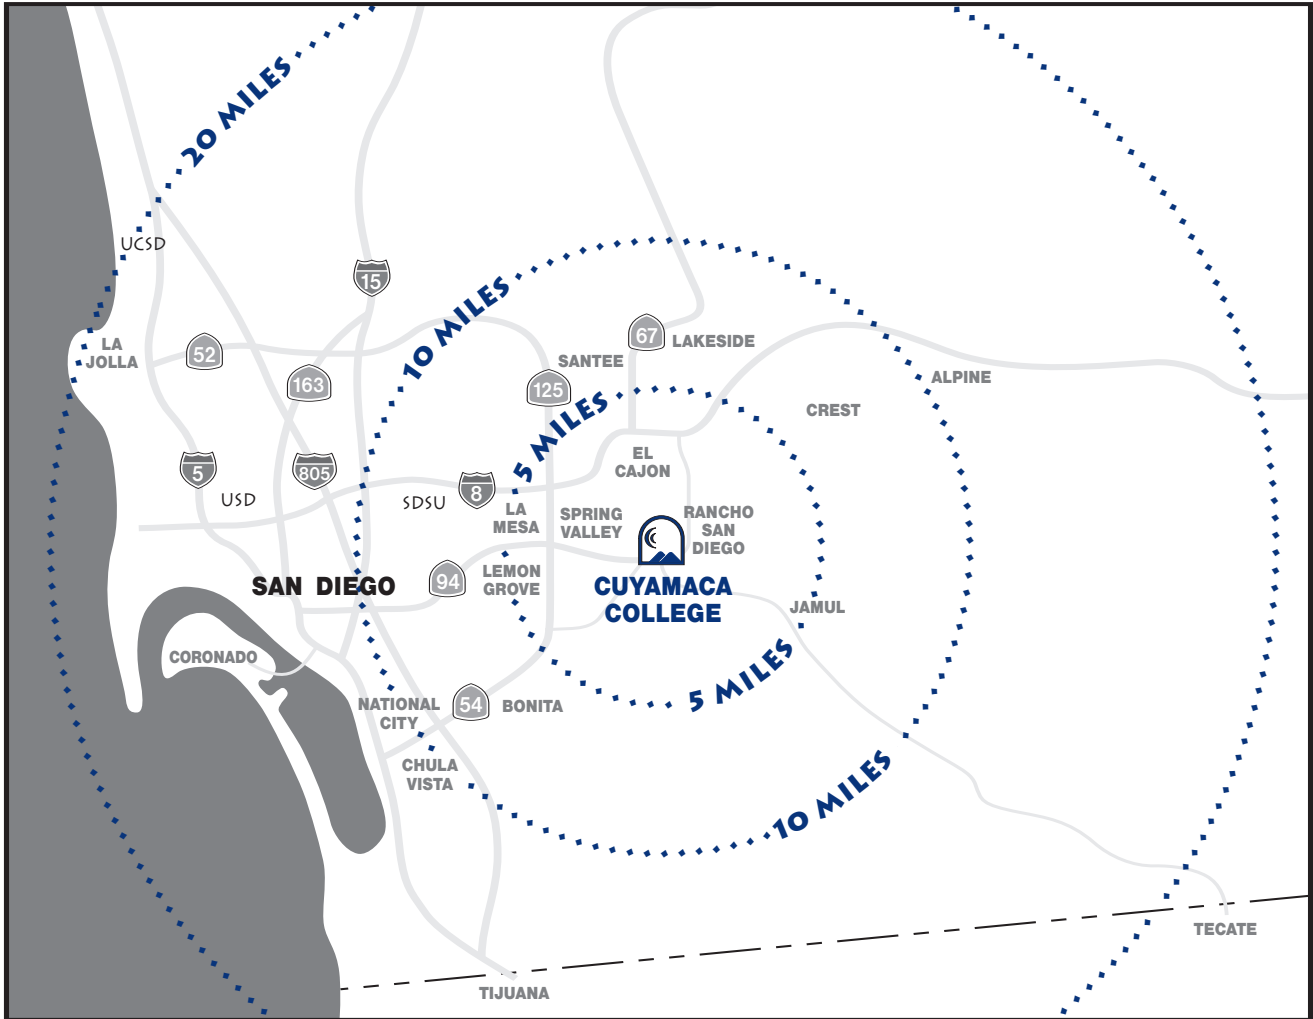 20 MILES
UCSD
15
10 MILES
67
LAKESIDE
LA
JOLLA
52
SANTEE
163
125
ALPINE
5 MILES
CREST
EL
CAJON
5
805
8
USD
SDSU
LA
MESA
SPRING
VALLEY
RANCHO
SAN
DIEGO
SAN DIEGO
94
LEMON
GROVE
CUYAMACA
COLLEGE
JAMUL
CORONADO
5 MILES
NATIONAL
CITY
54
BONITA
CHULA
VISTA
10 MILES
TECATE
TIJUANA